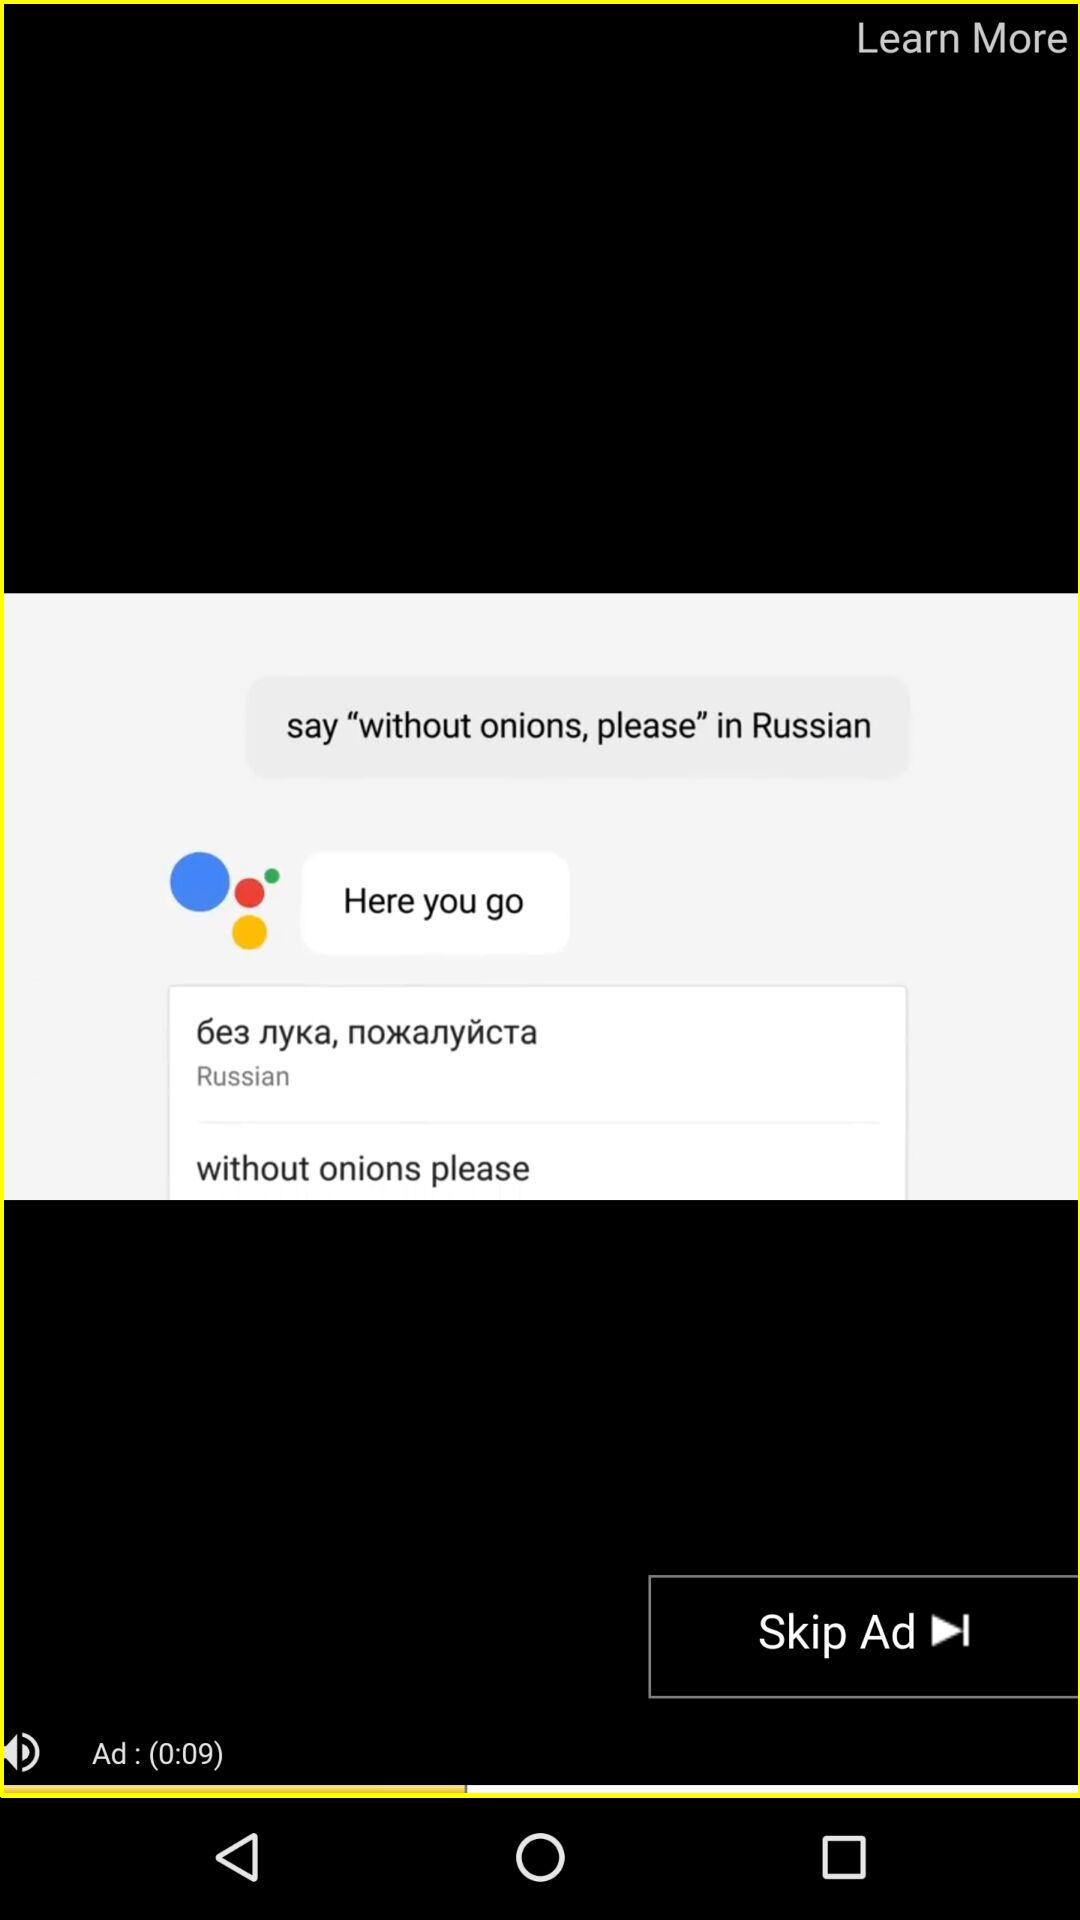 Learn More
say “without onions, please” in Russian
Here you go
без лука, пожалуйста
Russian
without onions please
Skip Ad
Ad : (0:09)